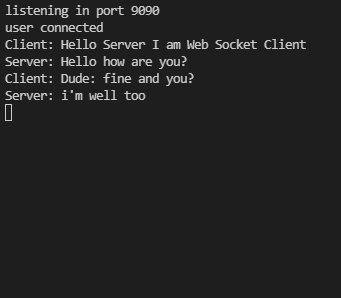 listening in port 9090
user connected
Client: Hello Server I am Web Socket Client
Server: Hello how are you?
Client: Dude: fine and you?
Server: i'm well too